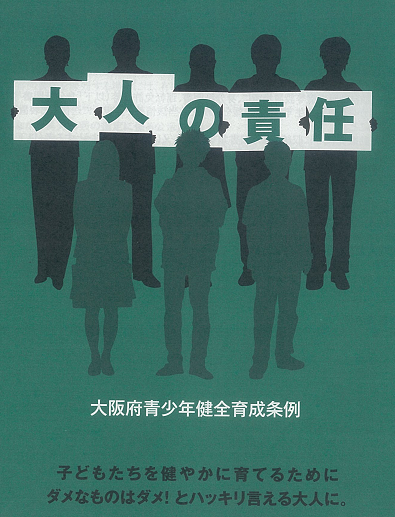 大人の責任
大阪府青少年健全育成条例
子どもたちを健やかに育てるために
ダメなものはダメ！とハッキリ言える大人に。